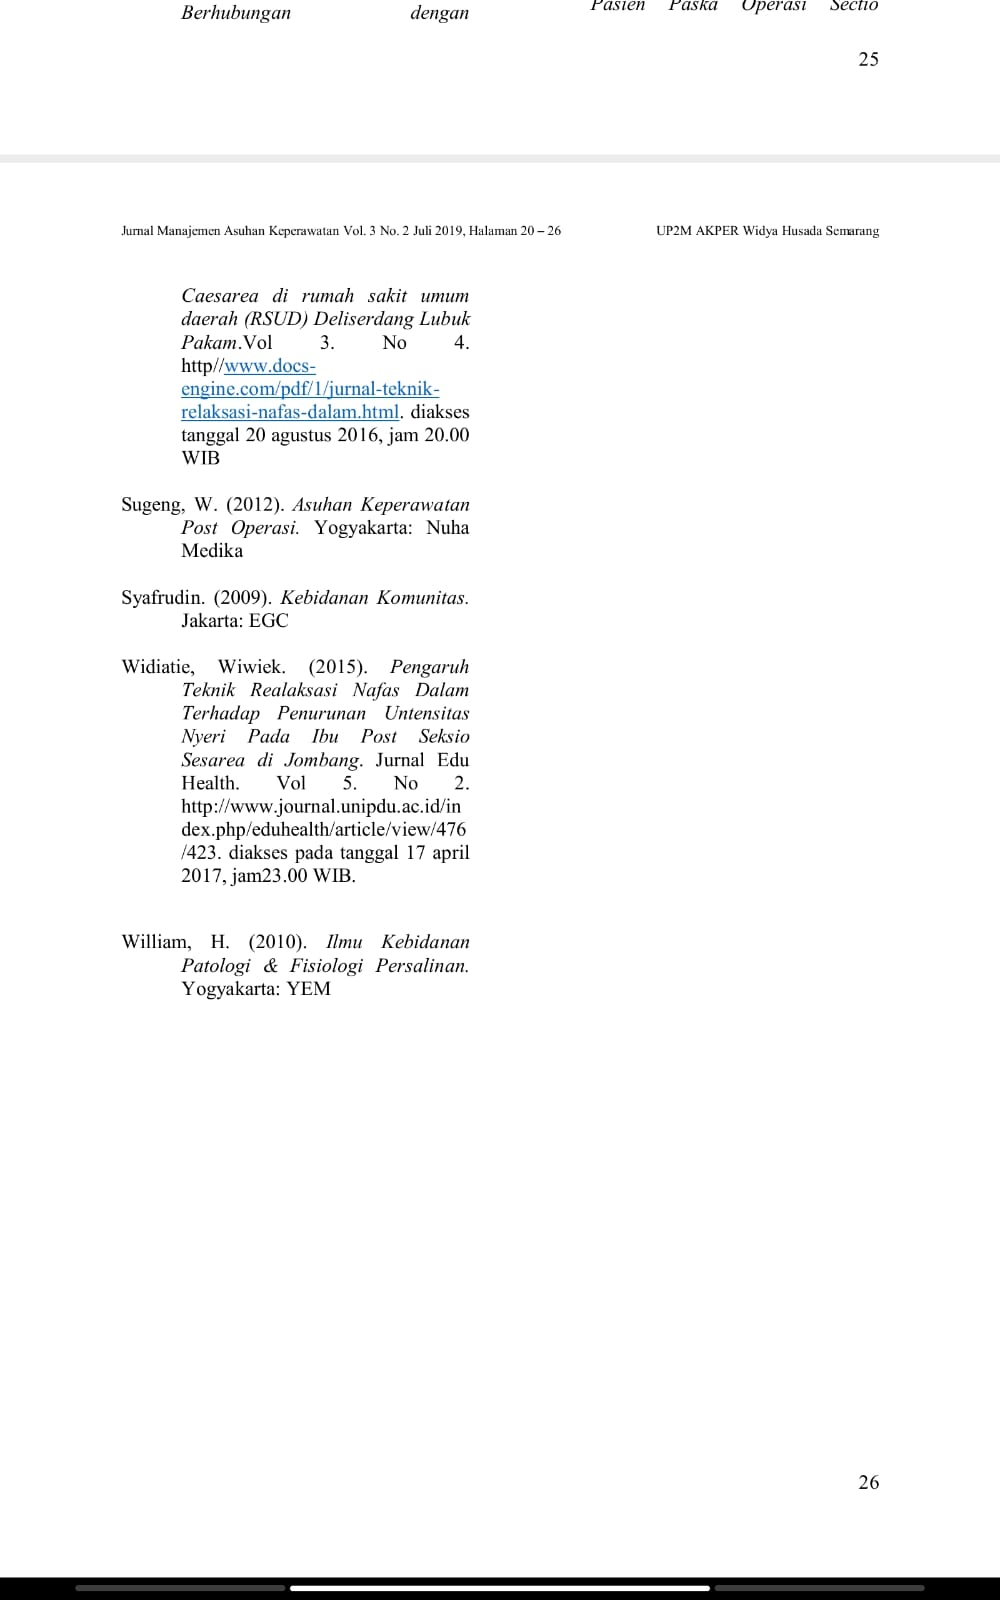 Berhubungan dengan
Pasien Paska Operasi Sectio
25
Jurnal Manajemen Asuhan Keperawatan Vol. 3 No. 2 Juli 2019, Halaman 20 – 26 UP2M AKPER Widya Husada Semarang
Caesarea di rumah sakit umum
daerah (RSUD) Deliserdang Lubuk
Pakam.Vol 3. No 4.
http//www.docs-
engine.com/pdf/1/jurnal-teknik-
relaksasi-nafas-dalam.html. diakses
tanggal 20 agustus 2016, jam 20.00
WIB
Sugeng, W. (2012). Asuhan Keperawatan
Post Operasi. Yogyakarta: Nuha
Medika
Syafrudin. (2009). Kebidanan Komunitas.
Jakarta: EGC
Widiatie, Wiwiek. (2015). Pengaruh
Teknik Realaksasi Nafas Dalam
Terhadap Penurunan Untensitas
Nyeri Pada Ibu Post Seksio
Sesarea di Jombang. Jurnal Edu
Health. Vol 5. No 2.
http://www.journal.unipdu.ac.id/in
dex.php/eduhealth/article/view/476
/423. diakses pada tanggal 17 april
2017, jam23.00 WIB.
William, H. (2010). Ilmu Kebidanan
Patologi & Fisiologi Persalinan.
Yogyakarta: YEM
26